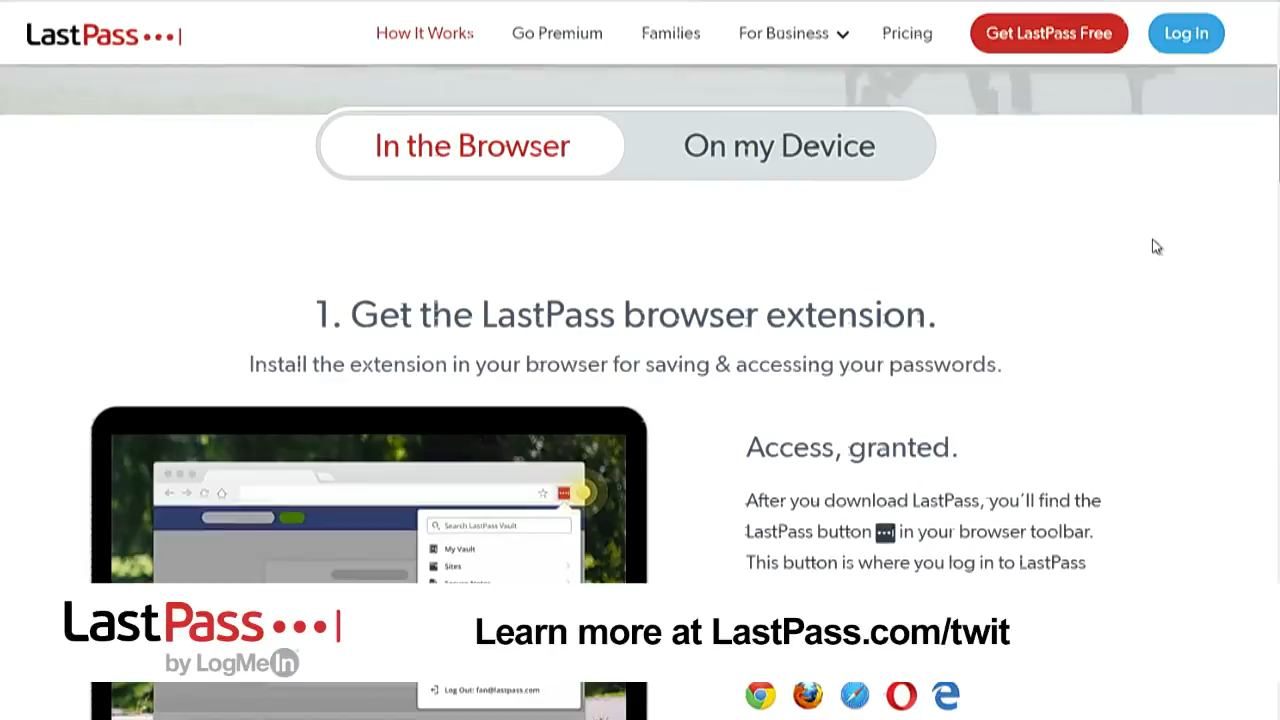 LastPass
How It Works
Go Premium
Families
For Business
Pricing
Get LastPass Free
Log In
In the Browser
On my Device
1. Get the LastPass browser extension.
Install the extension in your browser for saving & accessing your passwords.
Search LastPass Vault
My Vault
Sites
Secure Notes
Access, granted.
After you download LastPass, you'll find the
LastPass button in your browser toolbar.
This button is where you log in to LastPass
LastPass
by LogMeIn
Learn more at LastPass.com/twit
Log Out: fan@lastpass.com